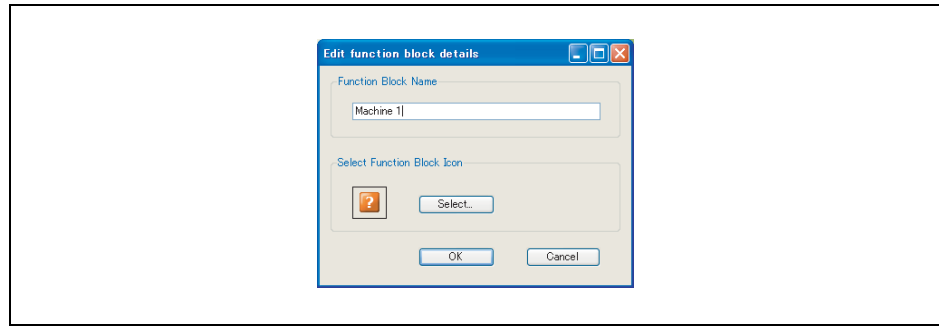 Edit function block details
Function Block Name
Machine 1
Select Function Block Icon
?
Select...
OK Cancel